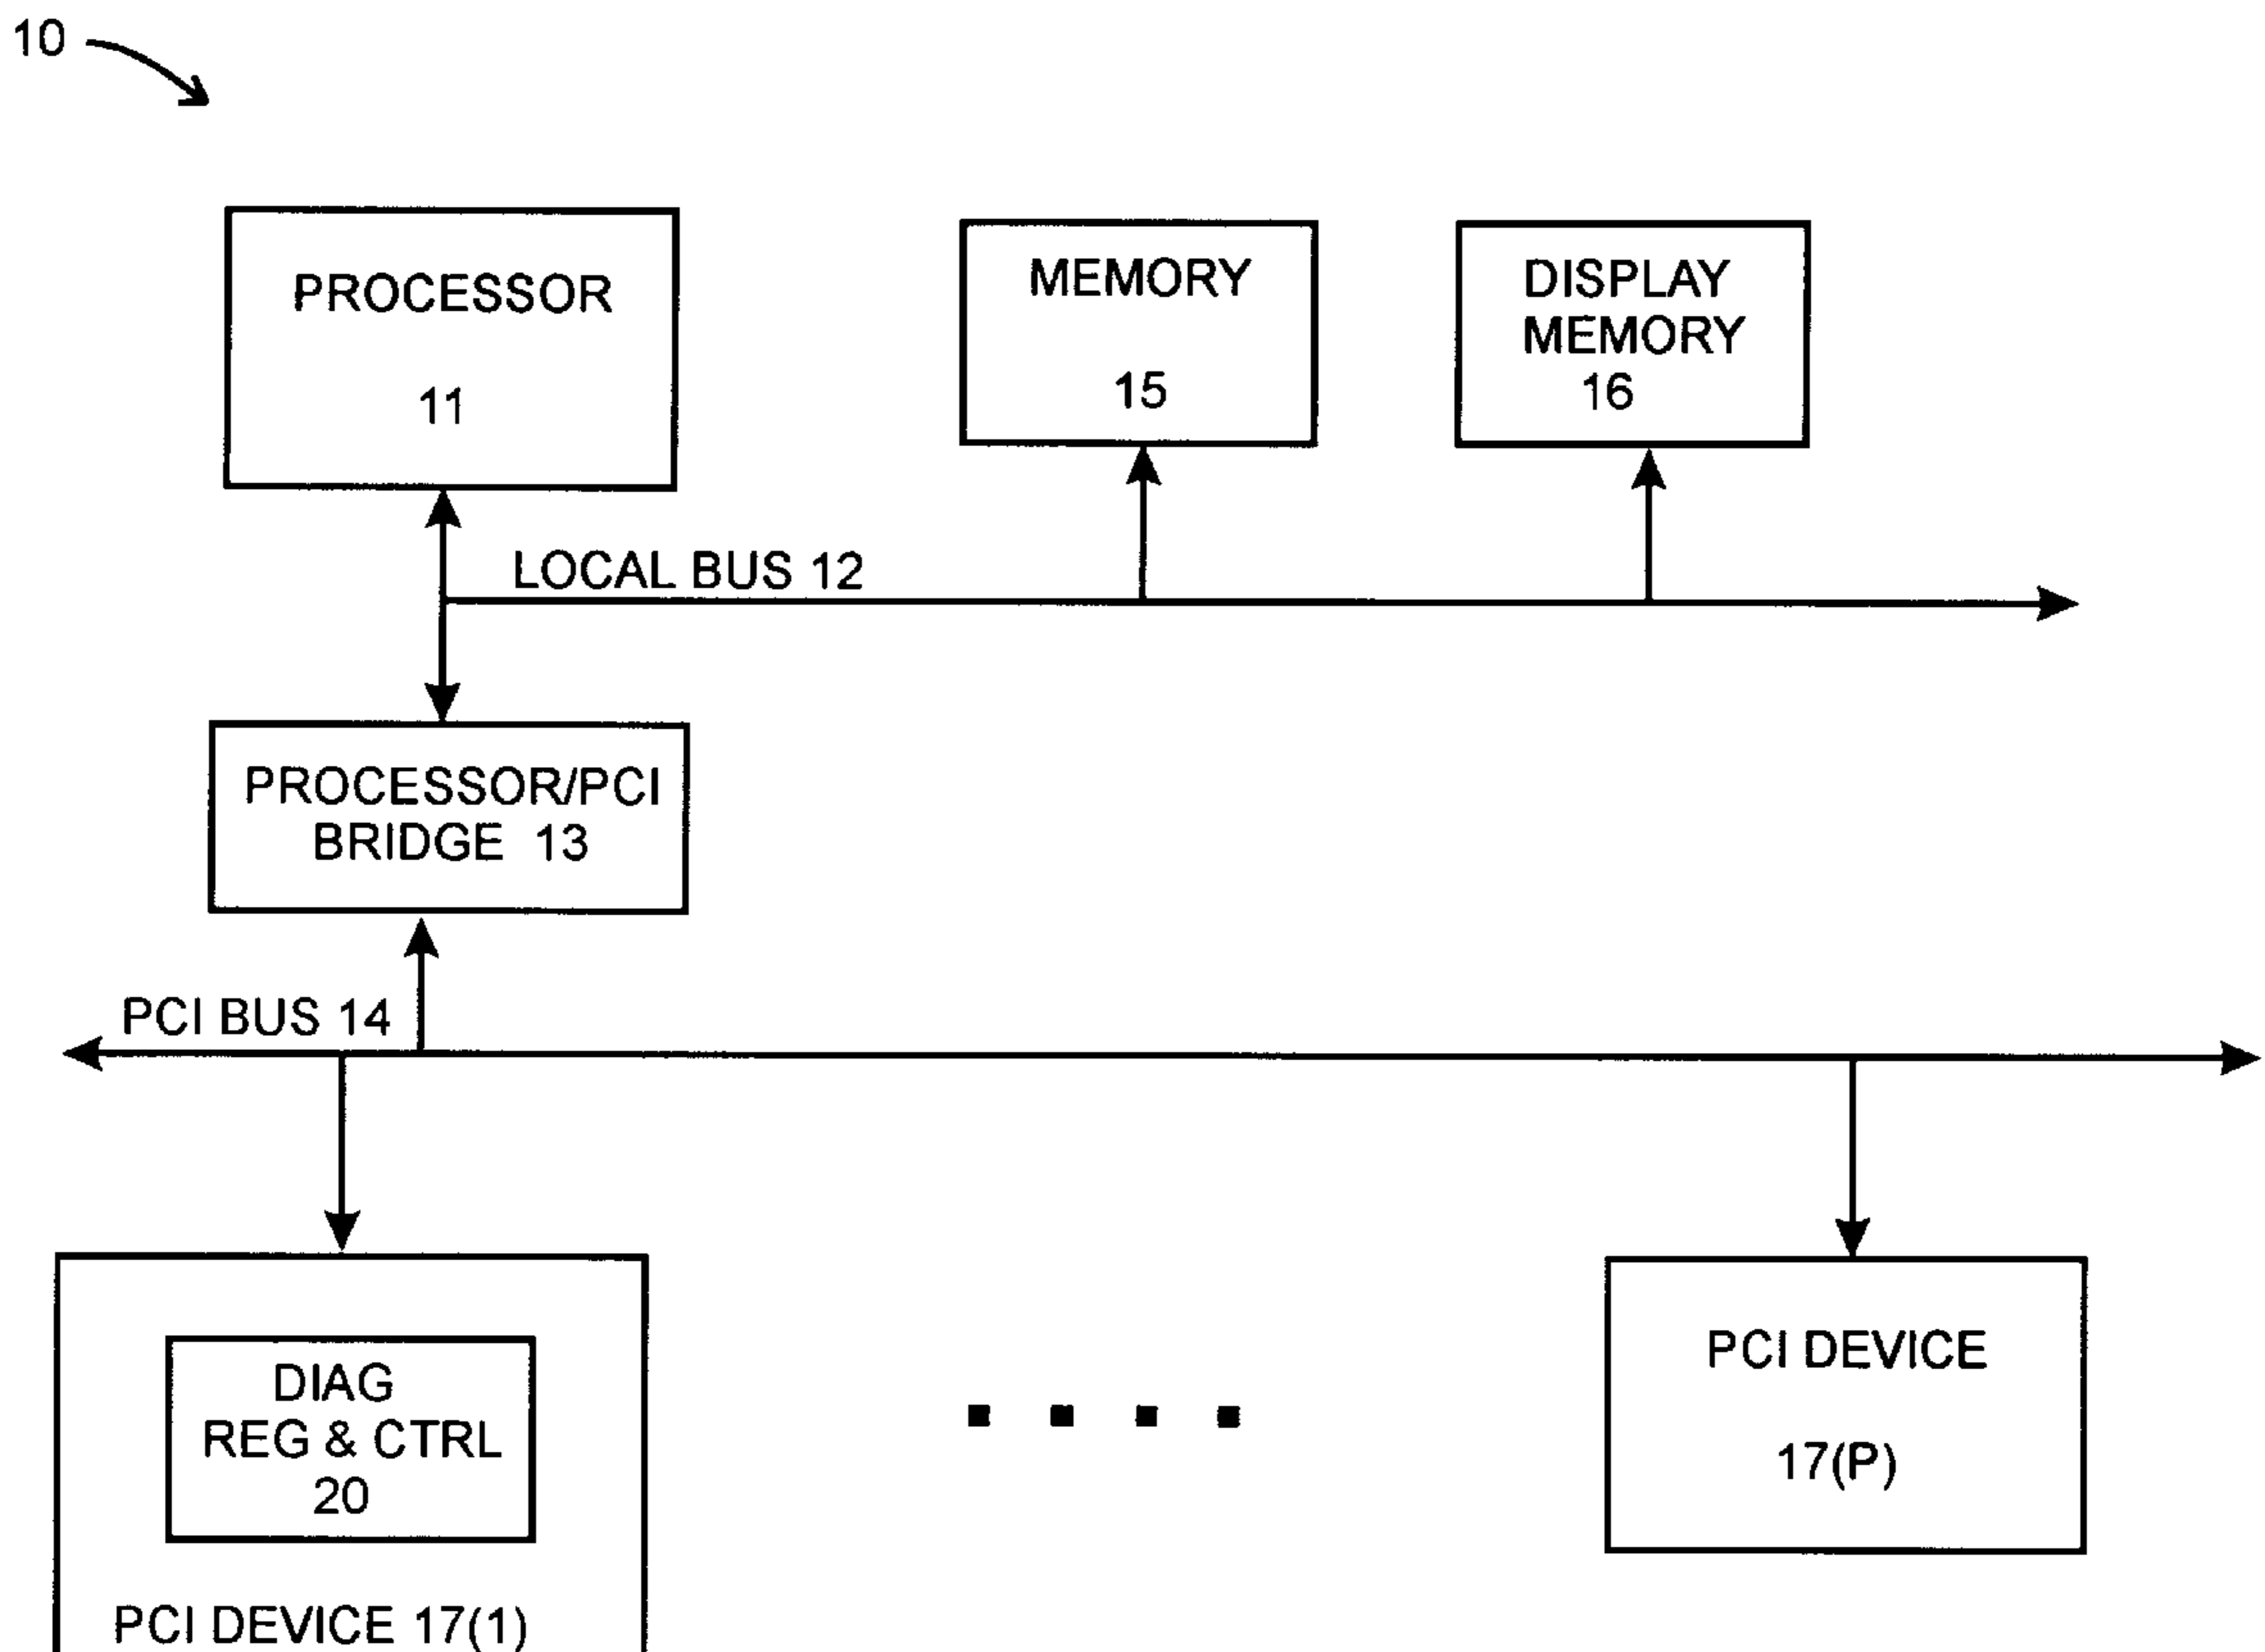 10
PROCESSOR
11
MEMORY
15
DISPLAY
MEMORY
16
LOCAL BUS 12
PROCESSOR/PCI
BRIDGE 13
PCI BUS 14
DIAG
REG & CTRL
20
PCI DEVICE 17(1)
PCI DEVICE
17(P)